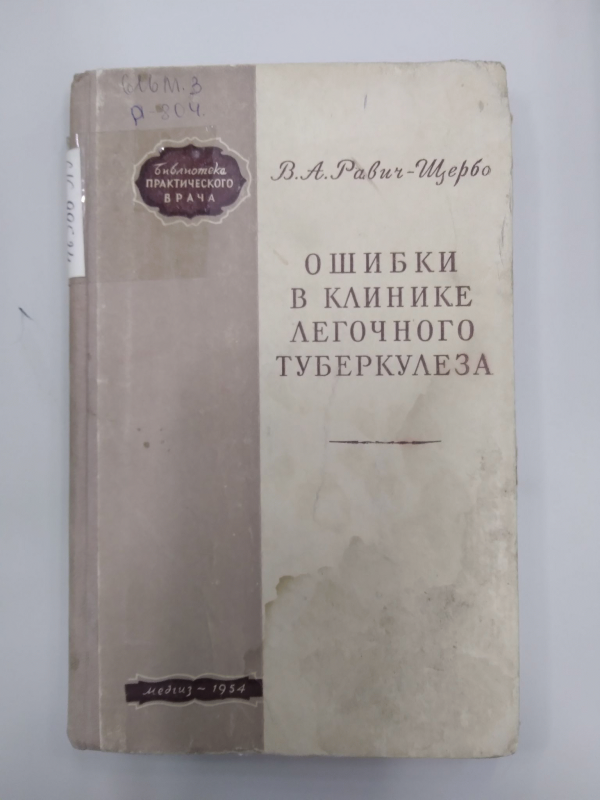 Библиотека
ПРАКТИЧЕСКОГО
ВРАЧА
В. А. Равич-Щербо
ОШИБКИ
В КЛИНИКЕ
ЛЕГОЧНОГО
ТУБЕРКУЛЕЗА
медгиз — 1954